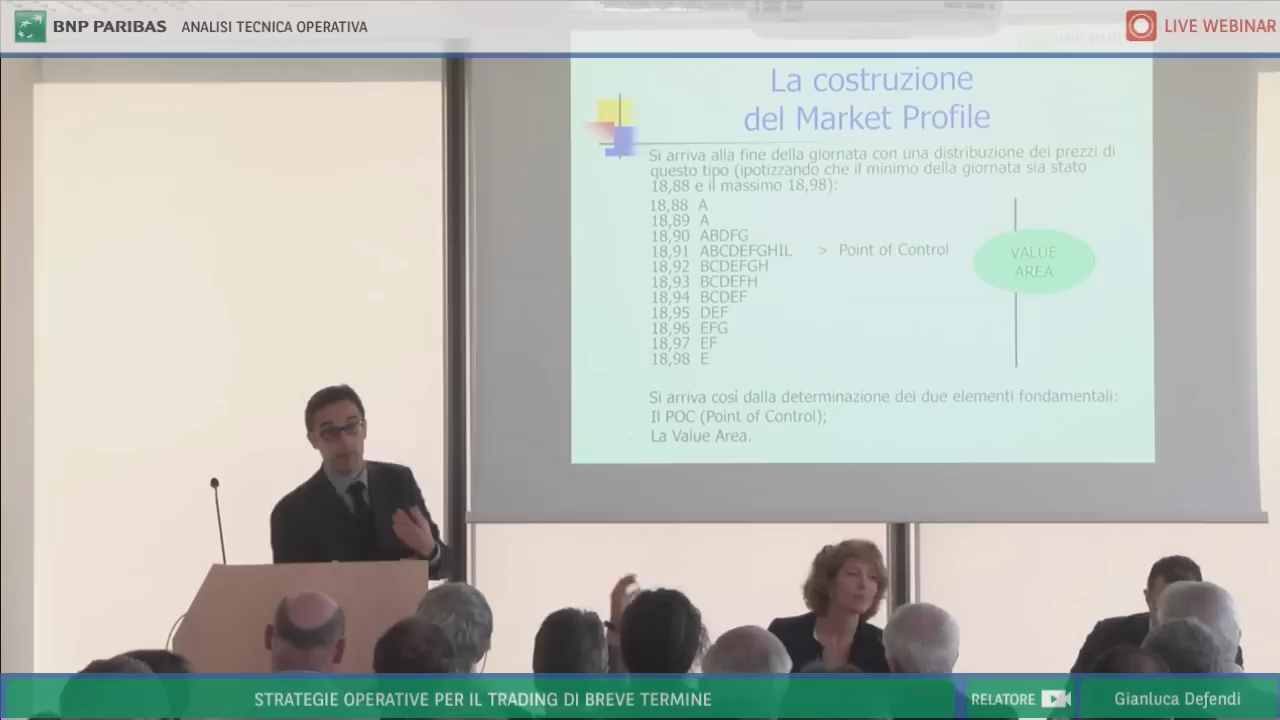 BNP PARIBAS ANALISI TECNICA OPERATIVA
LIVE WEBINAR
La costruzione
del Market Profile
Si arriva alla fine della giornata con una distribuzione dei prezzi di
questo tipo (ipotizzando che il minimo della giornata sia stato
18,88 e il massimo 18,98):
18,88 A
18,89 A
18,90 ABDFG
18,91 ABCDEFGHIL > Point of Control
18,92 BCDEFGH
18,93 BCDEFH
18,94 BCDEF
18,95 DEF
18,96 EFG
18,97 EF
18,98 E
VALUE
AREA
Si arriva così dalla determinazione dei due elementi fondamentali:
Il POC (Point of Control);
La Value Area.
STRATEGIE OPERATIVE PER IL TRADING DI BREVE TERMINE
RELATORE
Gianluca Defendi